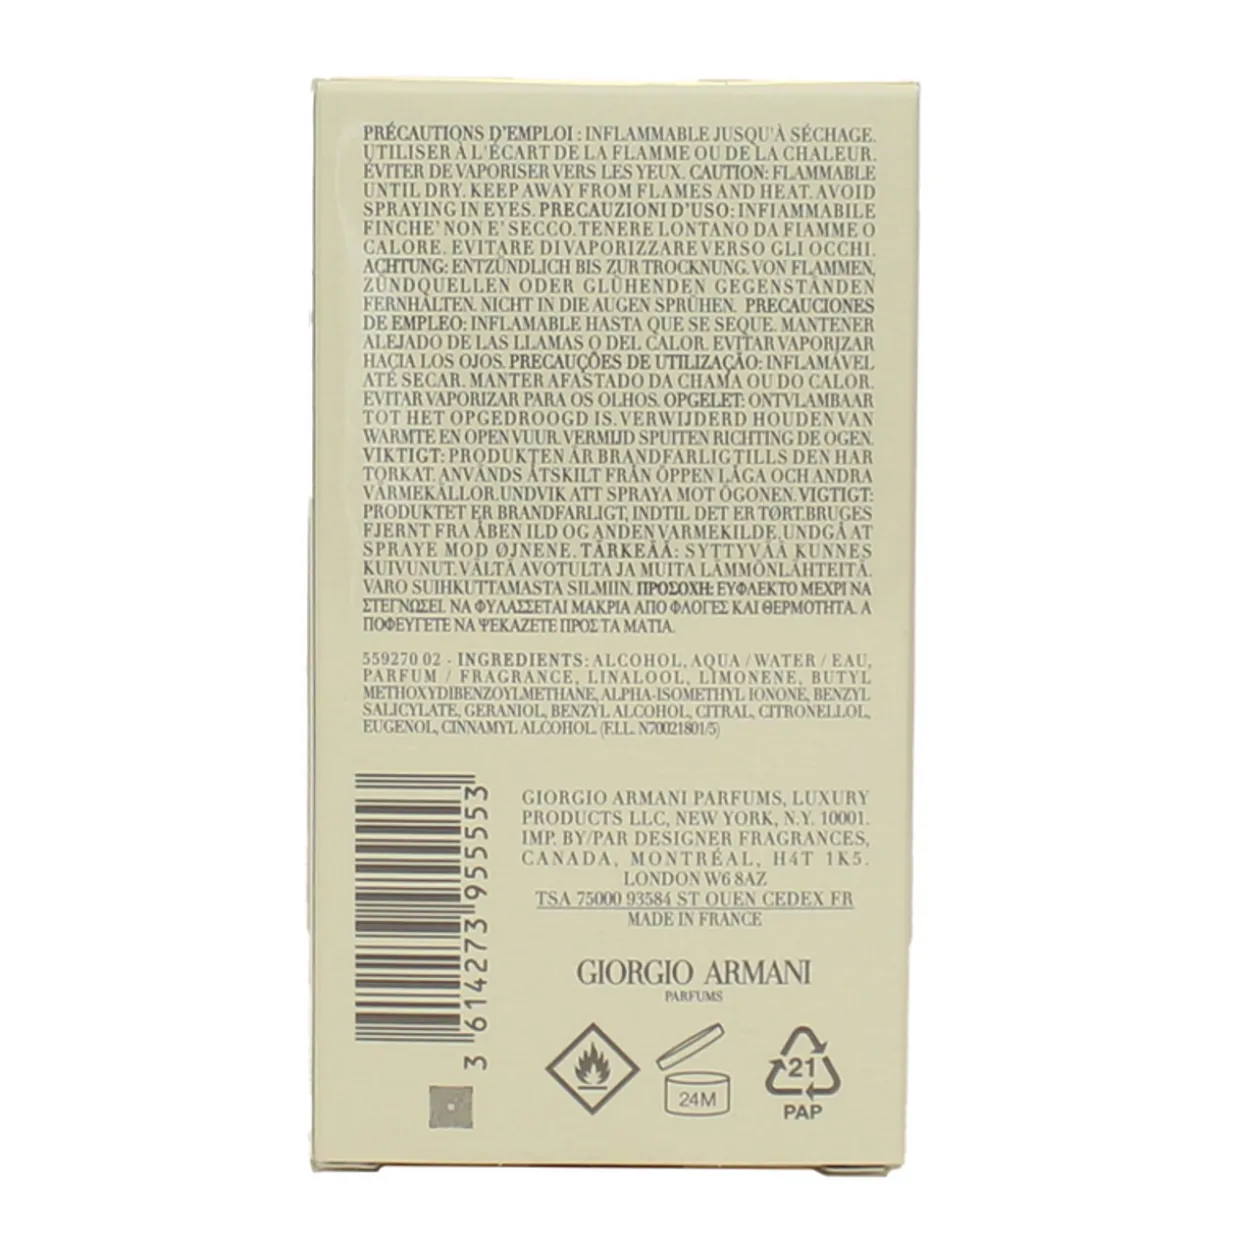 PRÉCAUTIONS D'EMPLOI : INFLAMMABLE JUSQU'À SÉCHAGE.
UTILISER À L'ÉCART DE LA FLAMME OU DE LA CHALEUR.
ÉVITER DE VAPORISER VERS LES YEUX. CAUTION: FLAMMABLE
UNTIL DRY. KEEP AWAY FROM FLAMES AND HEAT. AVOID
SPRAYING IN EYES. PRECAUZIONI D'USO: INFIAMMABILE
FINCHE' NON E' SECCO. TENERE LONTANO DA FIAMME O
CALORE. EVITARE DI VAPORIZZARE VERSO GLI OCCHI.
ACHTUNG: ENTZÜNDLICH BIS ZUR TROCKNUNG. VON FLAMMEN,
ZÜNDQUELLEN ODER GLÜHENDEN GEGENSTÄNDEN
FERNHALTEN. NICHT IN DIE AUGEN SPRÜHEN. PRECAUCIONES
DE EMPLEO: INFLAMABLE HASTA QUE SE SEQUE. MANTENER
ALEJADO DE LAS LLAMAS O DEL CALOR. EVITAR VAPORIZAR
HACIA LOS OJOS. PRECAUÇÕES DE UTILIZAÇÃO: INFLAMÁVEL
ATÉ SECAR. MANTER AFASTADO DA CHAMA OU DO CALOR.
EVITAR VAPORIZAR PARA OS OLHOS. OPGELET: ONTVLAMBAAR
TOT HET OPGEDROOGD IS. VERWIJDERD HOUDEN VAN
WARMTE EN OPEN VUUR. VERMIJD SPUITEN RICHTING DE OGEN.
VIKTIGT: PRODUKTEN ÄR BRANDFARLIG TILLS DEN HAR
TORKAT. ANVÄNDS ÅTSKILT FRÅN ÖPPEN LÅGA OCH ANDRA
VÄRMEKÄLLOR. UNDVIK ATT SPRAYA MOT ÖGONEN. VIGTIGT:
PRODUKTET ER BRANDFARLIGT, INDTIL DET ER TØRT. BRUGES
FJERNT FRA ÅBEN ILD OG ANDEN VARMEKILDE. UNDGÅ AT
SPRAYE MOD ØJNENE. TÄRKEÄÄ: SYTTYVÄÄ KUNNES
KUIVUNUT. VÄLTÄ AVOTULTA JA MUITA LÄMMÖNLÄHTEITÄ.
VARO SUIHKUTTAMASTA SILMIIN. ΠΡΟΣΟΧΗ: ΕΥΦΛΕΚΤΟ ΜΕΧΡΙ ΝΑ
ΣΤΕΓΝΩΣΕΙ. ΝΑ ΦΥΛΑΣΣΕΤΑΙ ΜΑΚΡΙΑ ΑΠΟ ΦΛΟΓΕΣ ΚΑΙ ΘΕΡΜΟΤΗΤΑ. Α
ΠΟΦΕΥΓΕΤΕ ΝΑ ΨΕΚΑΖΕΤΕ ΠΡΟΣ ΤΑ ΜΑΤΙΑ.
559270 02 - INGREDIENTS: ALCOHOL, AQUA / WATER / EAU,
PARFUM / FRAGRANCE, LINALOOL, LIMONENE, BUTYL
METHOXYDIBENZOYLMETHANE, ALPHA-ISOMETHYL IONONE, BENZYL
SALICYLATE, GERANIOL, BENZYL ALCOHOL, CITRAL, CITRONELLOL,
EUGENOL, CINNAMYL ALCOHOL. (F.I.L. N70021801/5)
3 614273 955553
GIORGIO ARMANI PARFUMS, LUXURY
PRODUCTS LLC, NEW YORK, N.Y. 10001.
IMP. BY/PAR DESIGNER FRAGRANCES,
CANADA, MONTRÉAL, H4T 1K5.
LONDON W6 8AZ
TSA 75000 93584 ST OUEN CEDEX FR
MADE IN FRANCE
GIORGIO ARMANI
PARFUMS
24M
21
PAP